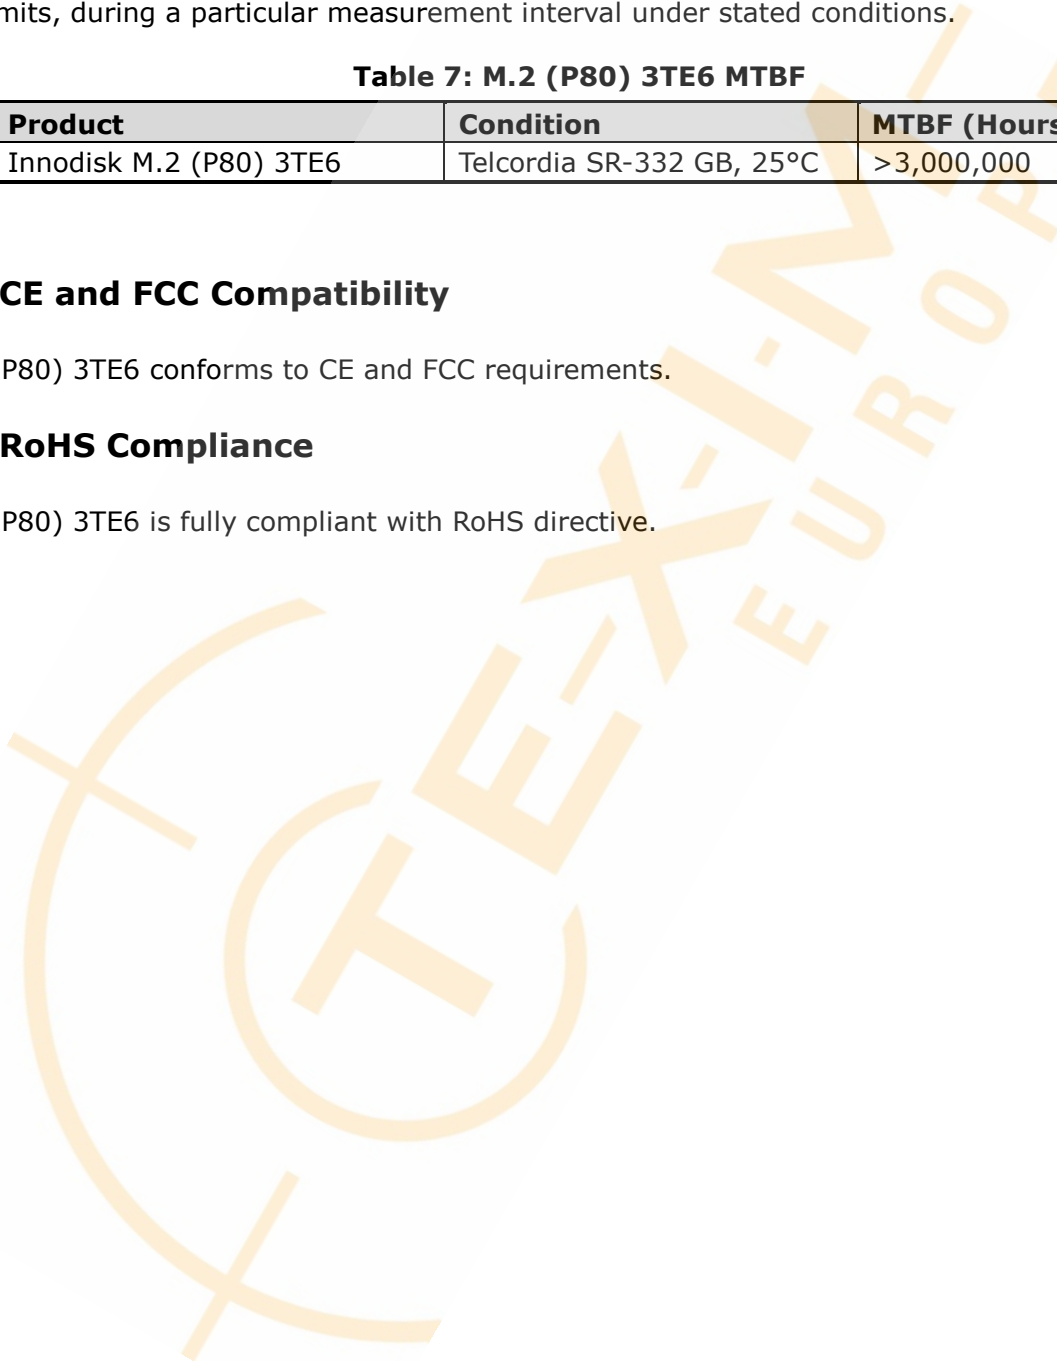 mits, during a particular measurement interval under stated conditions.
Table 7: M.2 (P80) 3TE6 MTBF
Product Condition MTBF (Hours
Innodisk M.2 (P80) 3TE6 Telcordia SR-332 GB, 25°C >3,000,000
CE and FCC Compatibility
P80) 3TE6 conforms to CE and FCC requirements.
RoHS Compliance
P80) 3TE6 is fully compliant with RoHS directive.
TEXIM
EUROP